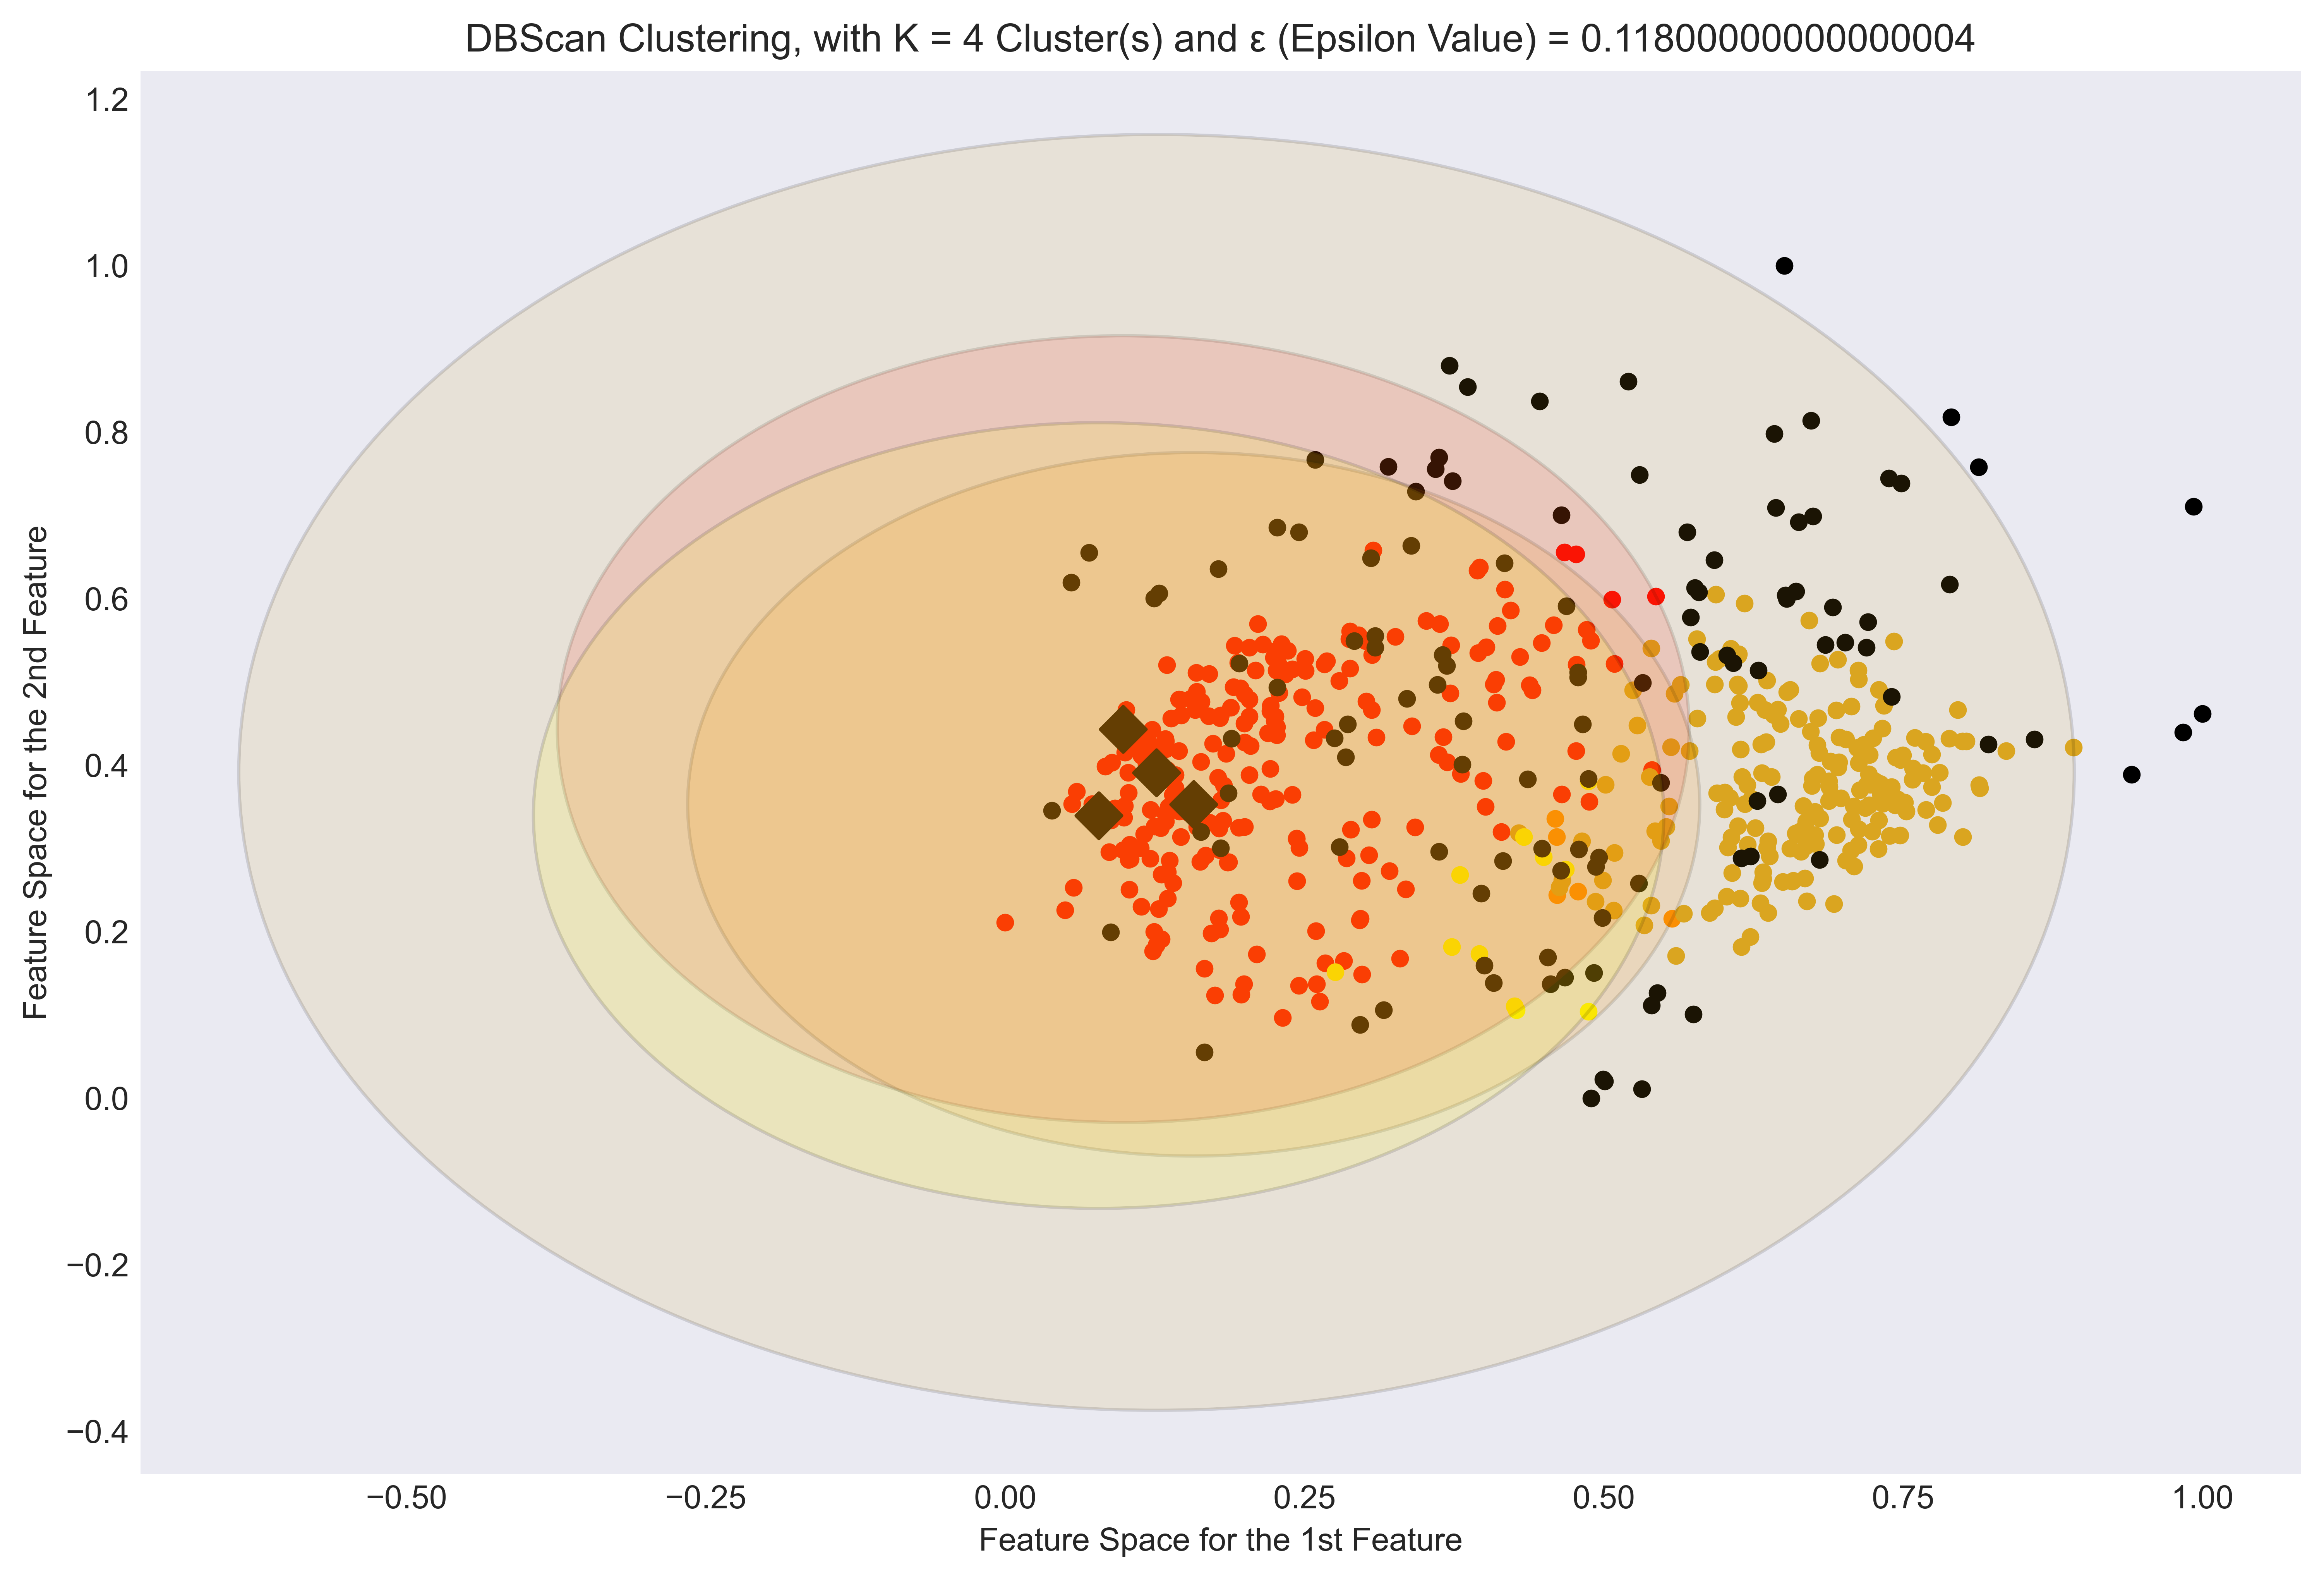 DBScan Clustering, with K = 4 Cluster(s) and ε (Epsilon Value) = 0.11800000000000004
1.2
1.0
0.8
0.6
0.4
0.2
0.0
−0.2
−0.4
Feature Space for the 2nd Feature
−0.50 −0.25 0.00 0.25 0.50 0.75 1.00
Feature Space for the 1st Feature